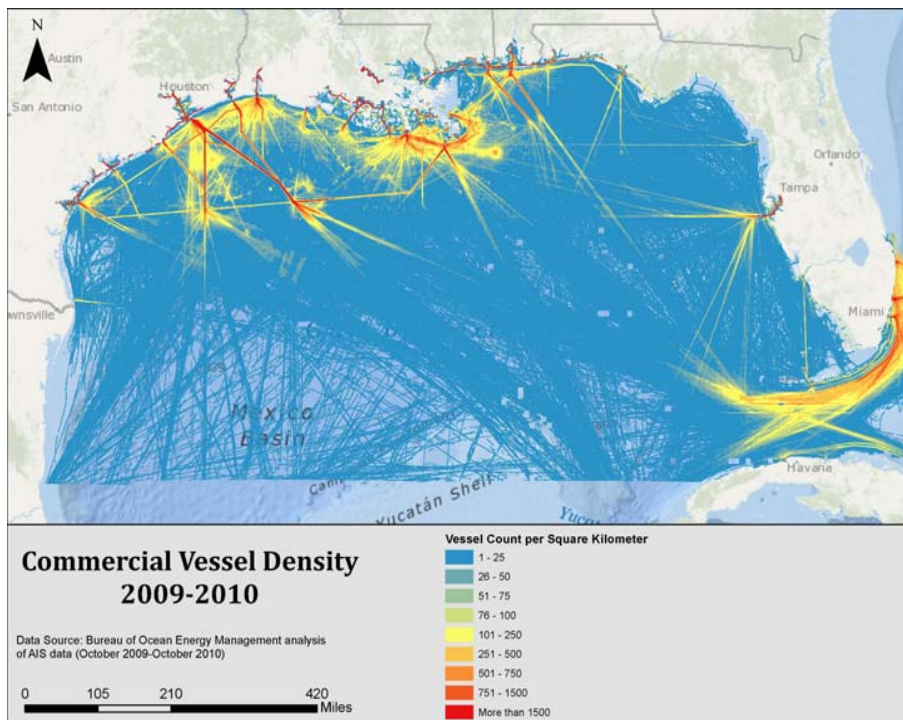 N
Austin
Houston
San Antonio
Orlando
Tampa
wnsville
Miami
Mexico
Basin
Havana
Yucatán Shelf
Commercial Vessel Density
2009-2010
Data Source: Bureau of Ocean Energy Management analysis
of AIS data (October 2009-October 2010)
0 105 210 420
Miles
Vessel Count per Square Kilometer
1 - 25
26 - 50
51 - 75
76 - 100
101 - 250
251 - 500
501 - 750
751 - 1500
More than 1500